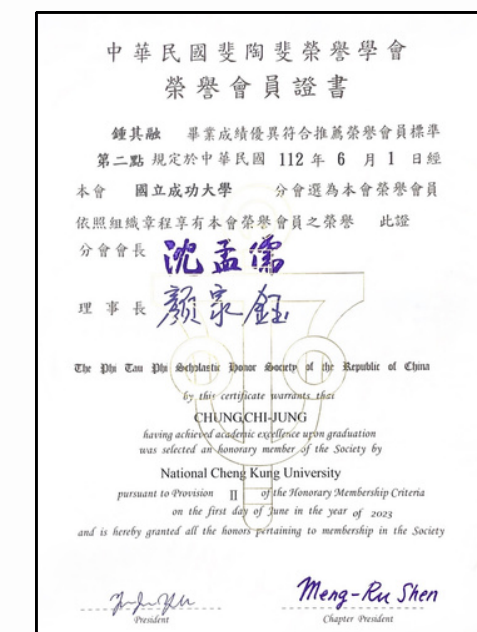 中華民國斐陶斐榮譽學會
榮譽會員證書
鍾其融 畢業成績優異符合推薦榮譽會員標準
第二點 規定於中華民國 112 年 6 月 1 日經
本會 國立成功大學 分會選為本會榮譽會員
依照組織章程享有本會榮譽會員之榮譽 此證
分會會長 沈孟儒
理事長 顏家鈺
The Phi Tau Phi Scholastic Honor Society of the Republic of China
by this certificate warrants that
CHUNG,CHI-JUNG
having achieved academic excellence upon graduation
was selected an honorary member of the Society by
National Cheng Kung University
pursuant to Provision II of the Honorary Membership Criteria
on the first day of June in the year of 2023
and is hereby granted all the honors pertaining to membership in the Society
Meng-Ru Shen
President Chapter President